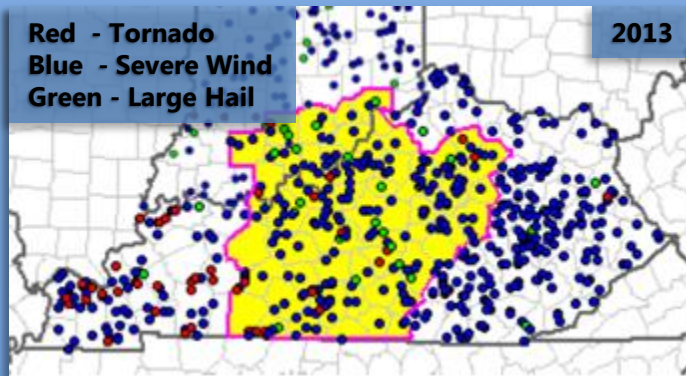 Red - Tornado
Blue - Severe Wind
Green - Large Hail
2013